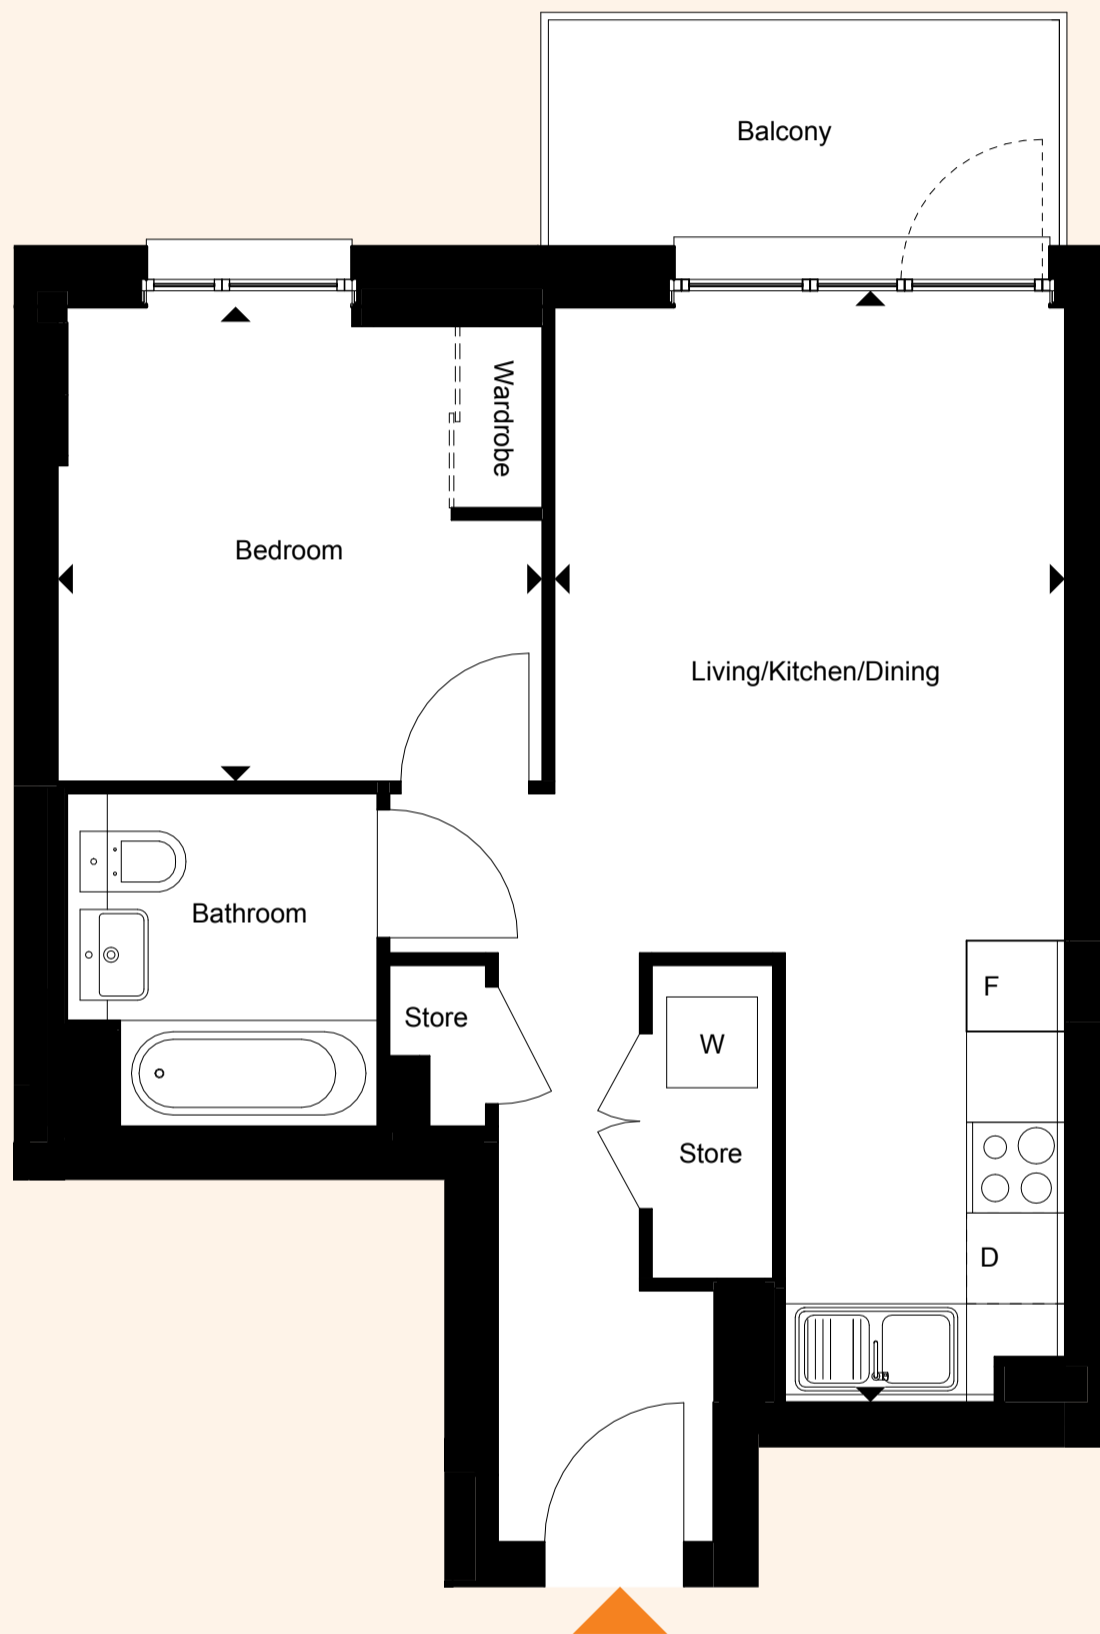 Balcony
Wardrobe
Bedroom
Living/Kitchen/Dining
Bathroom
F
Store
W
Store
D